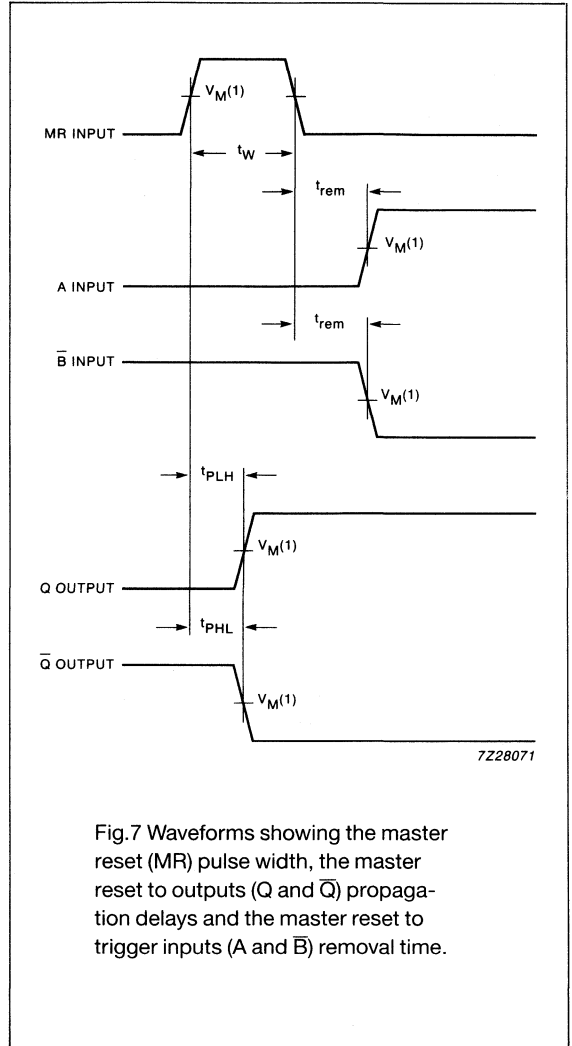 V_M(1)
MR INPUT
t_W
t_rem
V_M(1)
A INPUT
t_rem
B̅ INPUT
V_M(1)
t_PLH
V_M(1)
Q OUTPUT
t_PHL
Q̅ OUTPUT
V_M(1)
7Z28071
Fig.7 Waveforms showing the master
reset (MR) pulse width, the master
reset to outputs (Q and Q̅) propaga-
tion delays and the master reset to
trigger inputs (A and B̅) removal time.